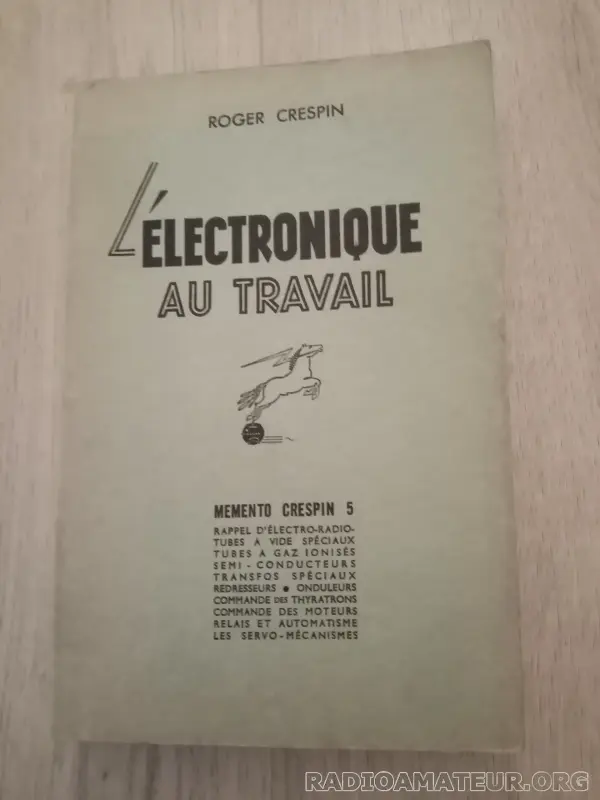 ROGER CRESPIN
L'ÉLECTRONIQUE
AU TRAVAIL
MEMENTO CRESPIN 5
RAPPEL D'ÉLECTRO-RADIO-
TUBES A VIDE SPÉCIAUX
TUBES A GAZ IONISÉS
SEMI - CONDUCTEURS
TRANSFOS SPÉCIAUX
REDRESSEURS • ONDULEURS
COMMANDE DES THYRATRONS
COMMANDE DES MOTEURS
RELAIS ET AUTOMATISME
LES SERVO-MÉCANISMES
RADIOAMATEUR.ORG